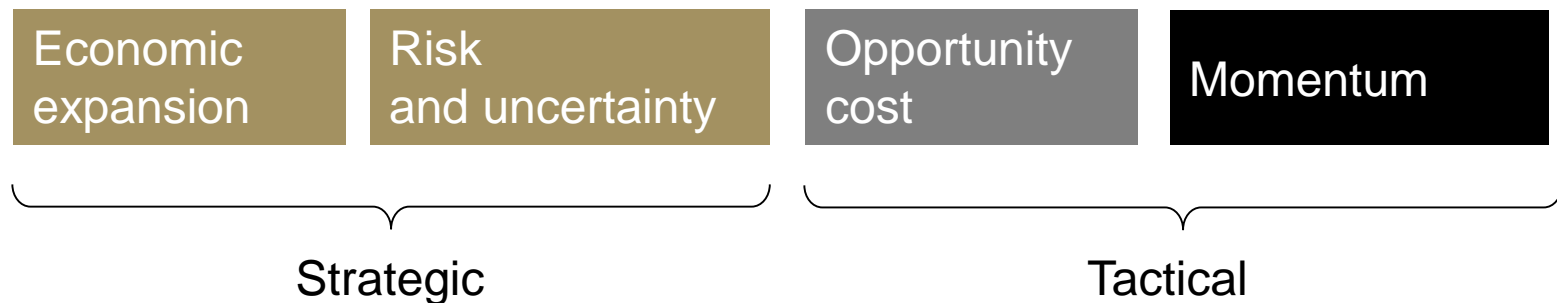 Economic
expansion
Risk
and uncertainty
Opportunity
cost
Momentum
Strategic
Tactical